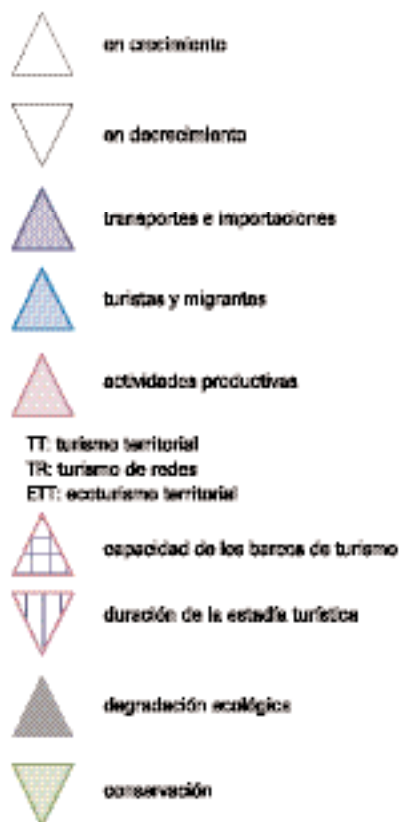 en crecimiento
en decrecimiento
transportes e importaciones
turistas y migrantes
actividades productivas
TT: turismo territorial
TR: turismo de redes
ETT: ecoturismo territorial
capacidad de los barcos de turismo
duración de la estadía turística
degradación ecológica
conservación